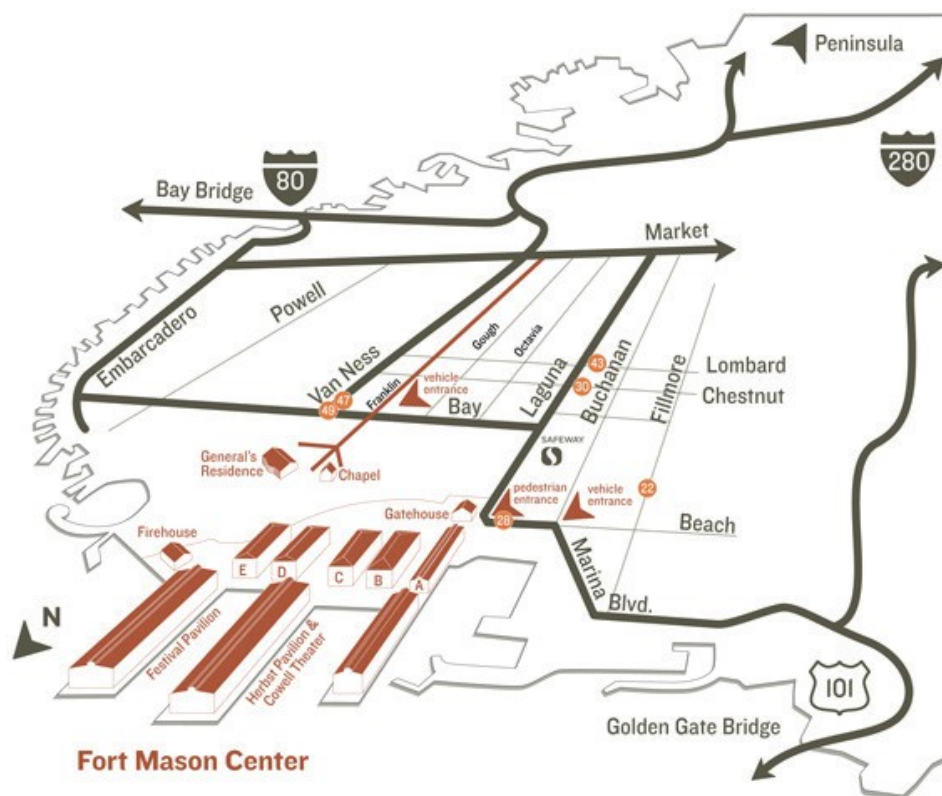 Peninsula
280
80
Bay Bridge
Market
Powell
Embarcadero
Gough
Octavia
Van Ness
Franklin
vehicle
entrance
Laguna
Buchanan
Fillmore
43
Lombard
30
Chestnut
47
49
Bay
SAFEWAY
General's
Residence
Chapel
pedestrian
entrance
vehicle
entrance
22
28
Beach
Gatehouse
Firehouse
E
D
C
B
A
Marina
Blvd.
N
Festival Pavilion
Herbst Pavilion &
Cowell Theater
101
Golden Gate Bridge
Fort Mason Center